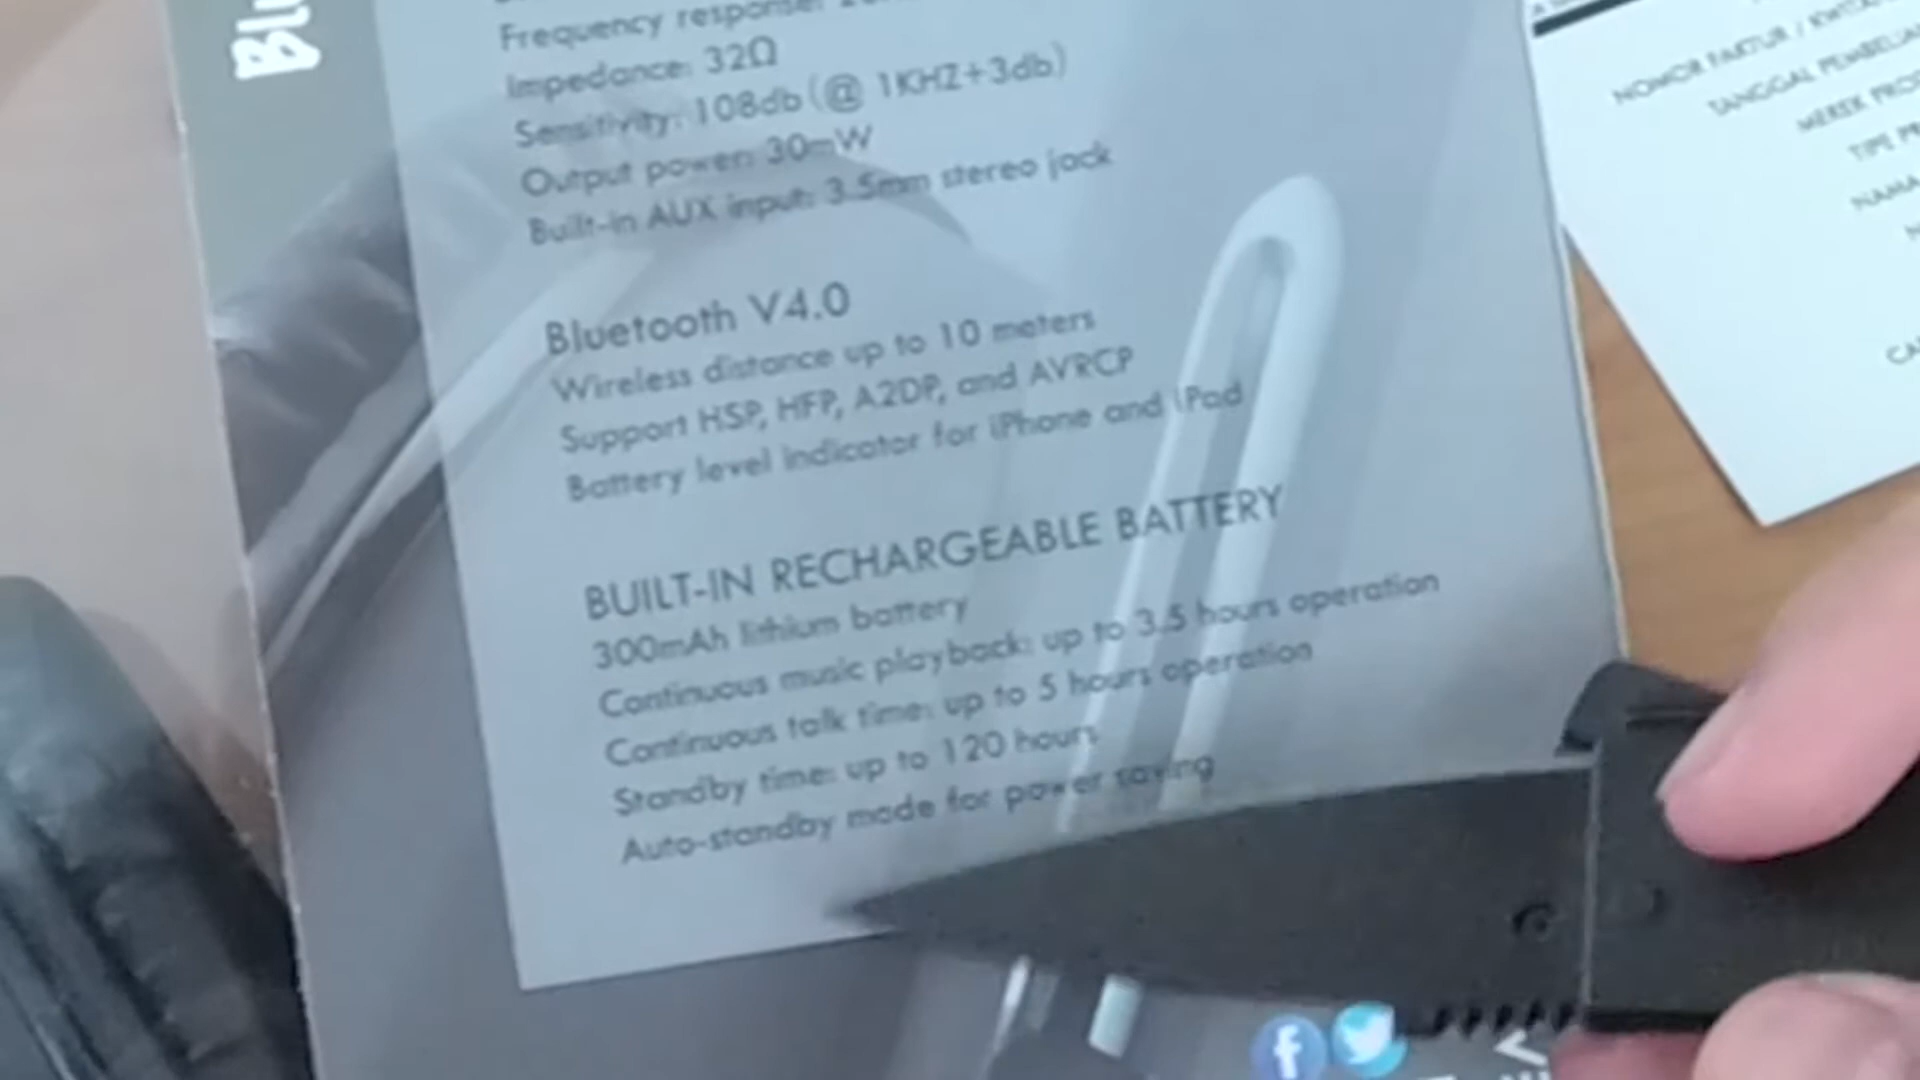 Blu
Frequency response:
Impedance: 32Ω
Sensitivity: 108db (@ 1KHZ+3db)
Output power: 30mW
Built-in AUX input: 3.5mm stereo jack
Bluetooth V4.0
Wireless distance up to 10 meters
Support HSP, HFP, A2DP, and AVRCP
Battery level indicator for iPhone and iPad
BUILT-IN RECHARGEABLE BATTERY
300mAh lithium battery
Continuous music playback: up to 3.5 hours operation
Continuous talk time: up to 5 hours operation
Standby time: up to 120 hours
Auto-standby mode for power saving
NOMOR FAKTUR /
TANGGAL PEMBELIAN
MEREK
NAMA